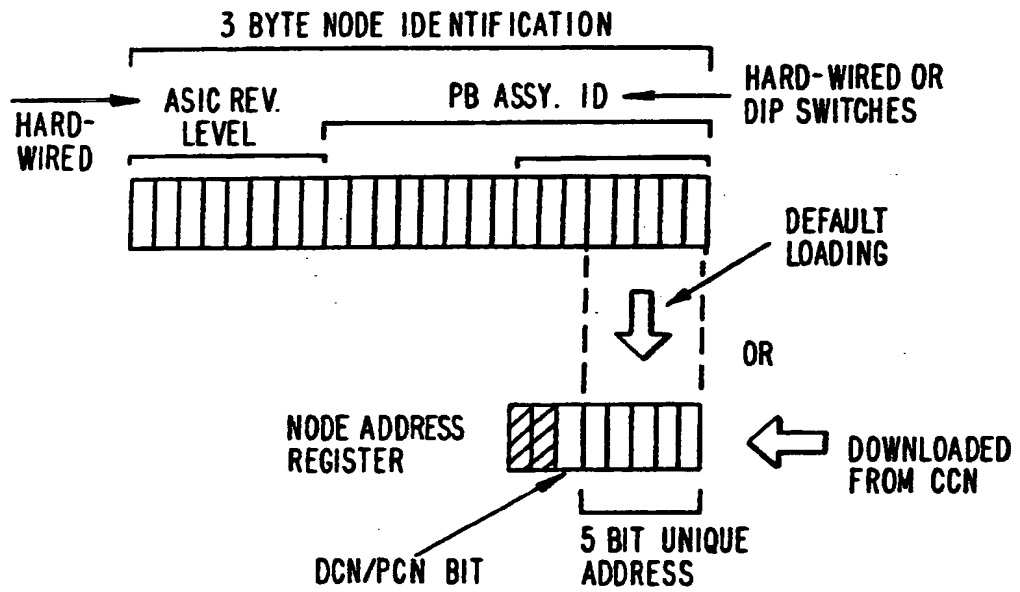 3 BYTE NODE IDENTIFICATION
HARD-
WIRED
ASIC REV.
LEVEL
PB ASSY. ID
HARD-WIRED OR
DIP SWITCHES
DEFAULT
LOADING
OR
NODE ADDRESS
REGISTER
DOWNLOADED
FROM CCN
DCN/PCN BIT
5 BIT UNIQUE
ADDRESS